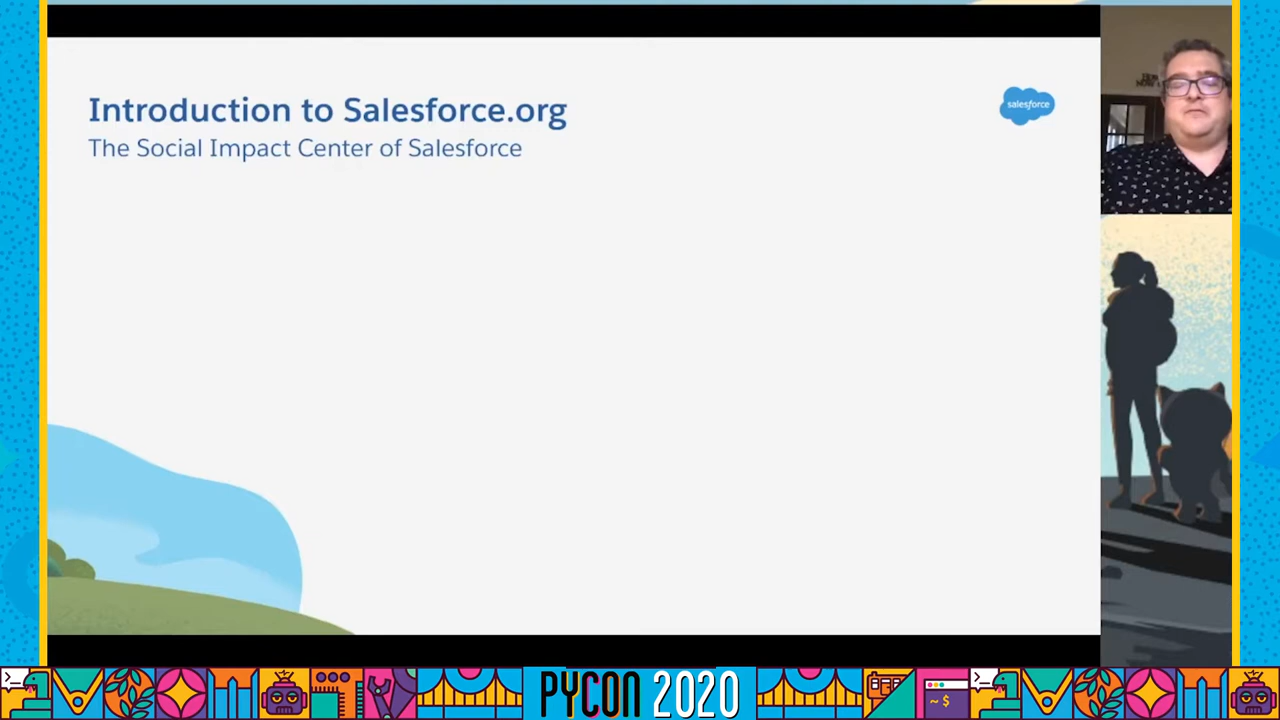 Introduction to Salesforce.org
The Social Impact Center of Salesforce
salesforce
~ $
PYCON 2020